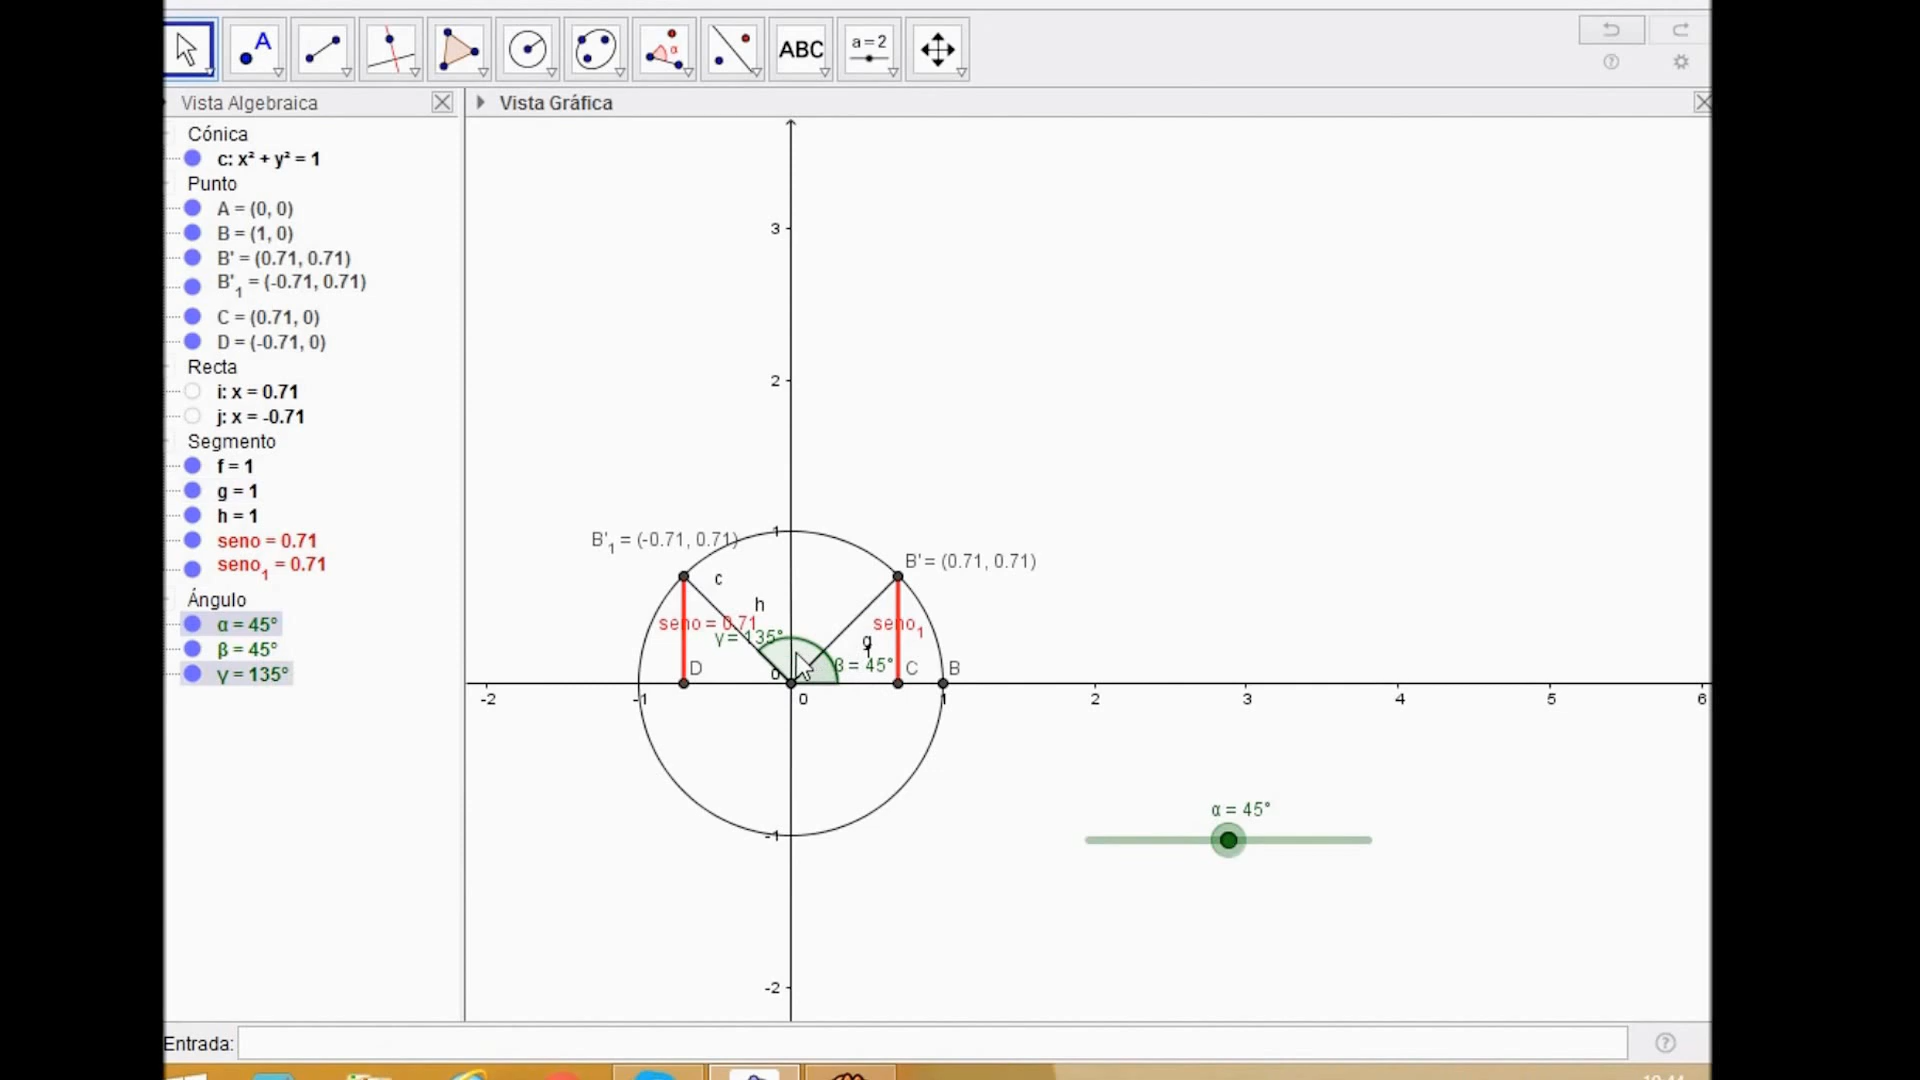 A
α
ABC
a=2
Vista Algebraica
Vista Gráfica
Cónica
c: x² + y² = 1
Punto
A = (0, 0)
B = (1, 0)
B' = (0.71, 0.71)
B'₁ = (-0.71, 0.71)
C = (0.71, 0)
D = (-0.71, 0)
Recta
i: x = 0.71
j: x = -0.71
Segmento
f = 1
g = 1
h = 1
seno = 0.71
seno₁ = 0.71
Ángulo
α = 45°
β = 45°
γ = 135°
3
2
1
B'₁ = (-0.71, 0.71)
B' = (0.71, 0.71)
c
h
seno = 0.71
seno₁
γ = 135°
g
f
β = 45°
D
C
B
0
-2
-1
0
1
2
3
4
5
6
-1
-2
α = 45°
Entrada: